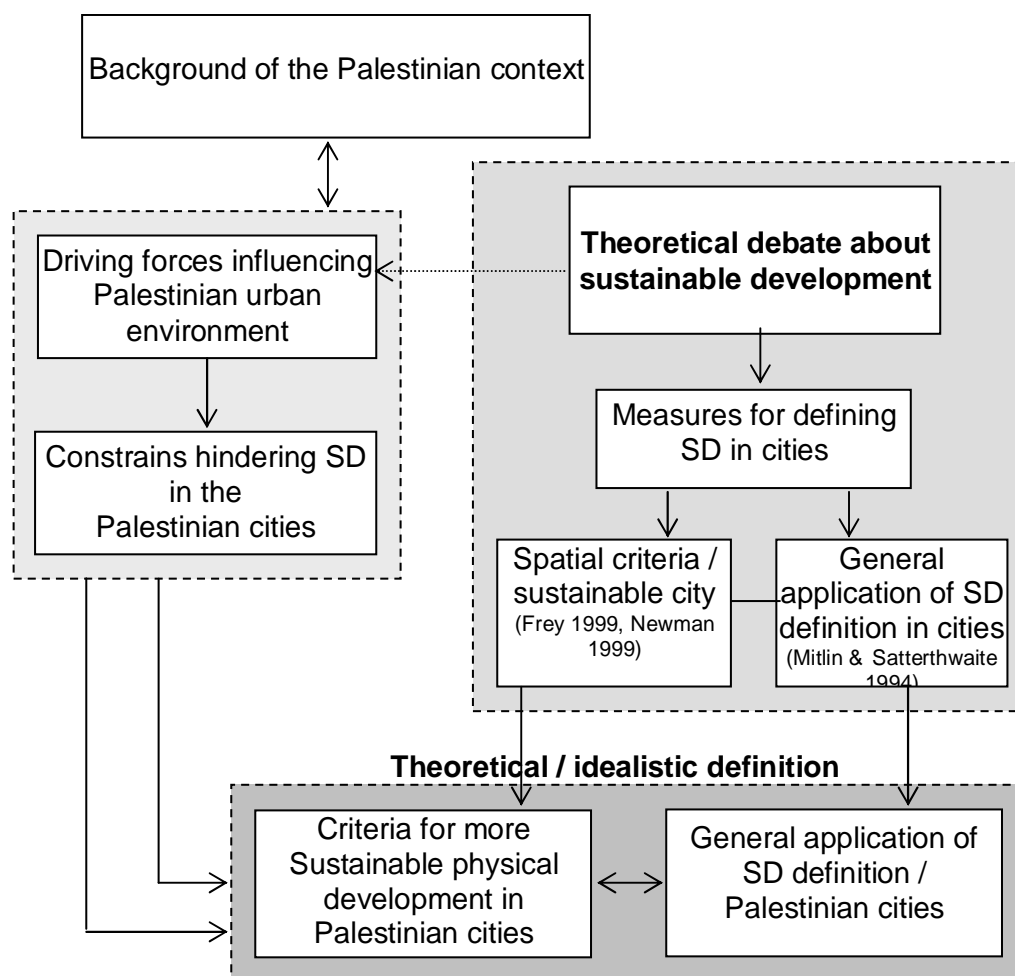 Background of the Palestinian context
Theoretical debate about
sustainable development
Driving forces influencing
Palestinian urban
environment
Measures for defining
SD in cities
Constrains hindering SD
in the
Palestinian cities
Spatial criteria /
sustainable city
(Frey 1999, Newman
1999)
General
application of SD
definition in cities
(Mitlin & Satterthwaite
1994)
Theoretical / idealistic definition
Criteria for more
Sustainable physical
development in
Palestinian cities
General application of
SD definition /
Palestinian cities